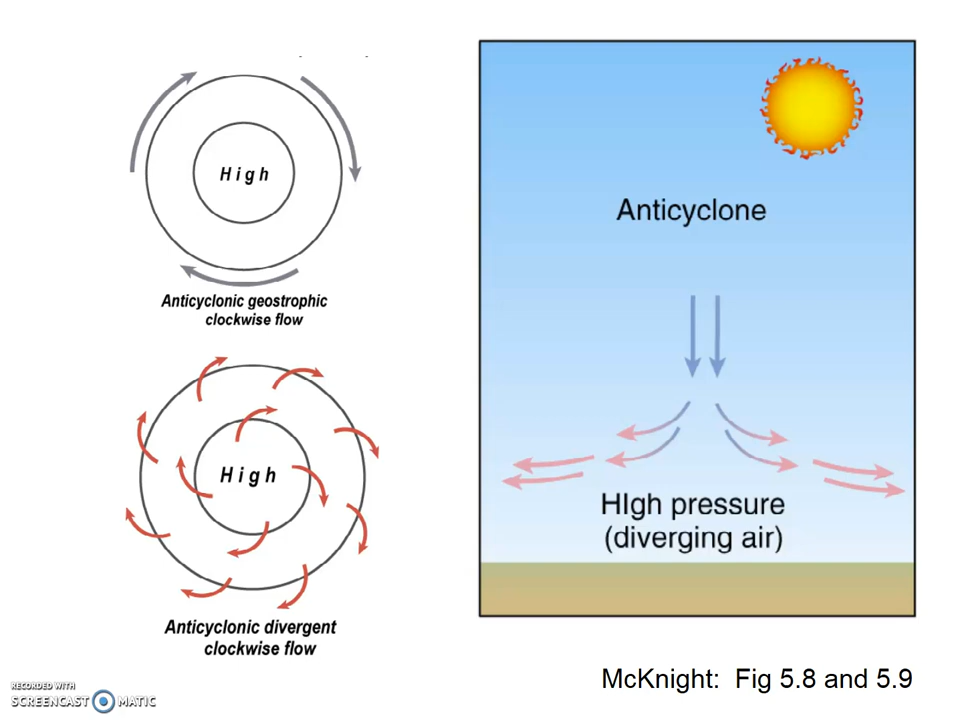 High
Anticyclonic geostrophic
clockwise flow
High
Anticyclonic divergent
clockwise flow
Anticyclone
HIgh pressure
(diverging air)
McKnight: Fig 5.8 and 5.9
RECORDED WITH
SCREENCAST MATIC